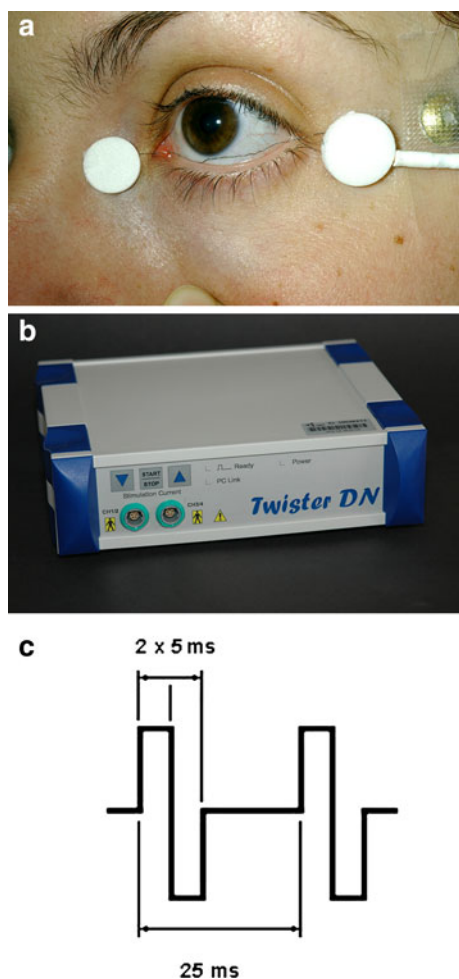 a
b
Ready
Power
PC Link
START
STOP
Stimulation Current
Twister DN
CH1/2
CH3/4
c
2 x 5 ms
25 ms